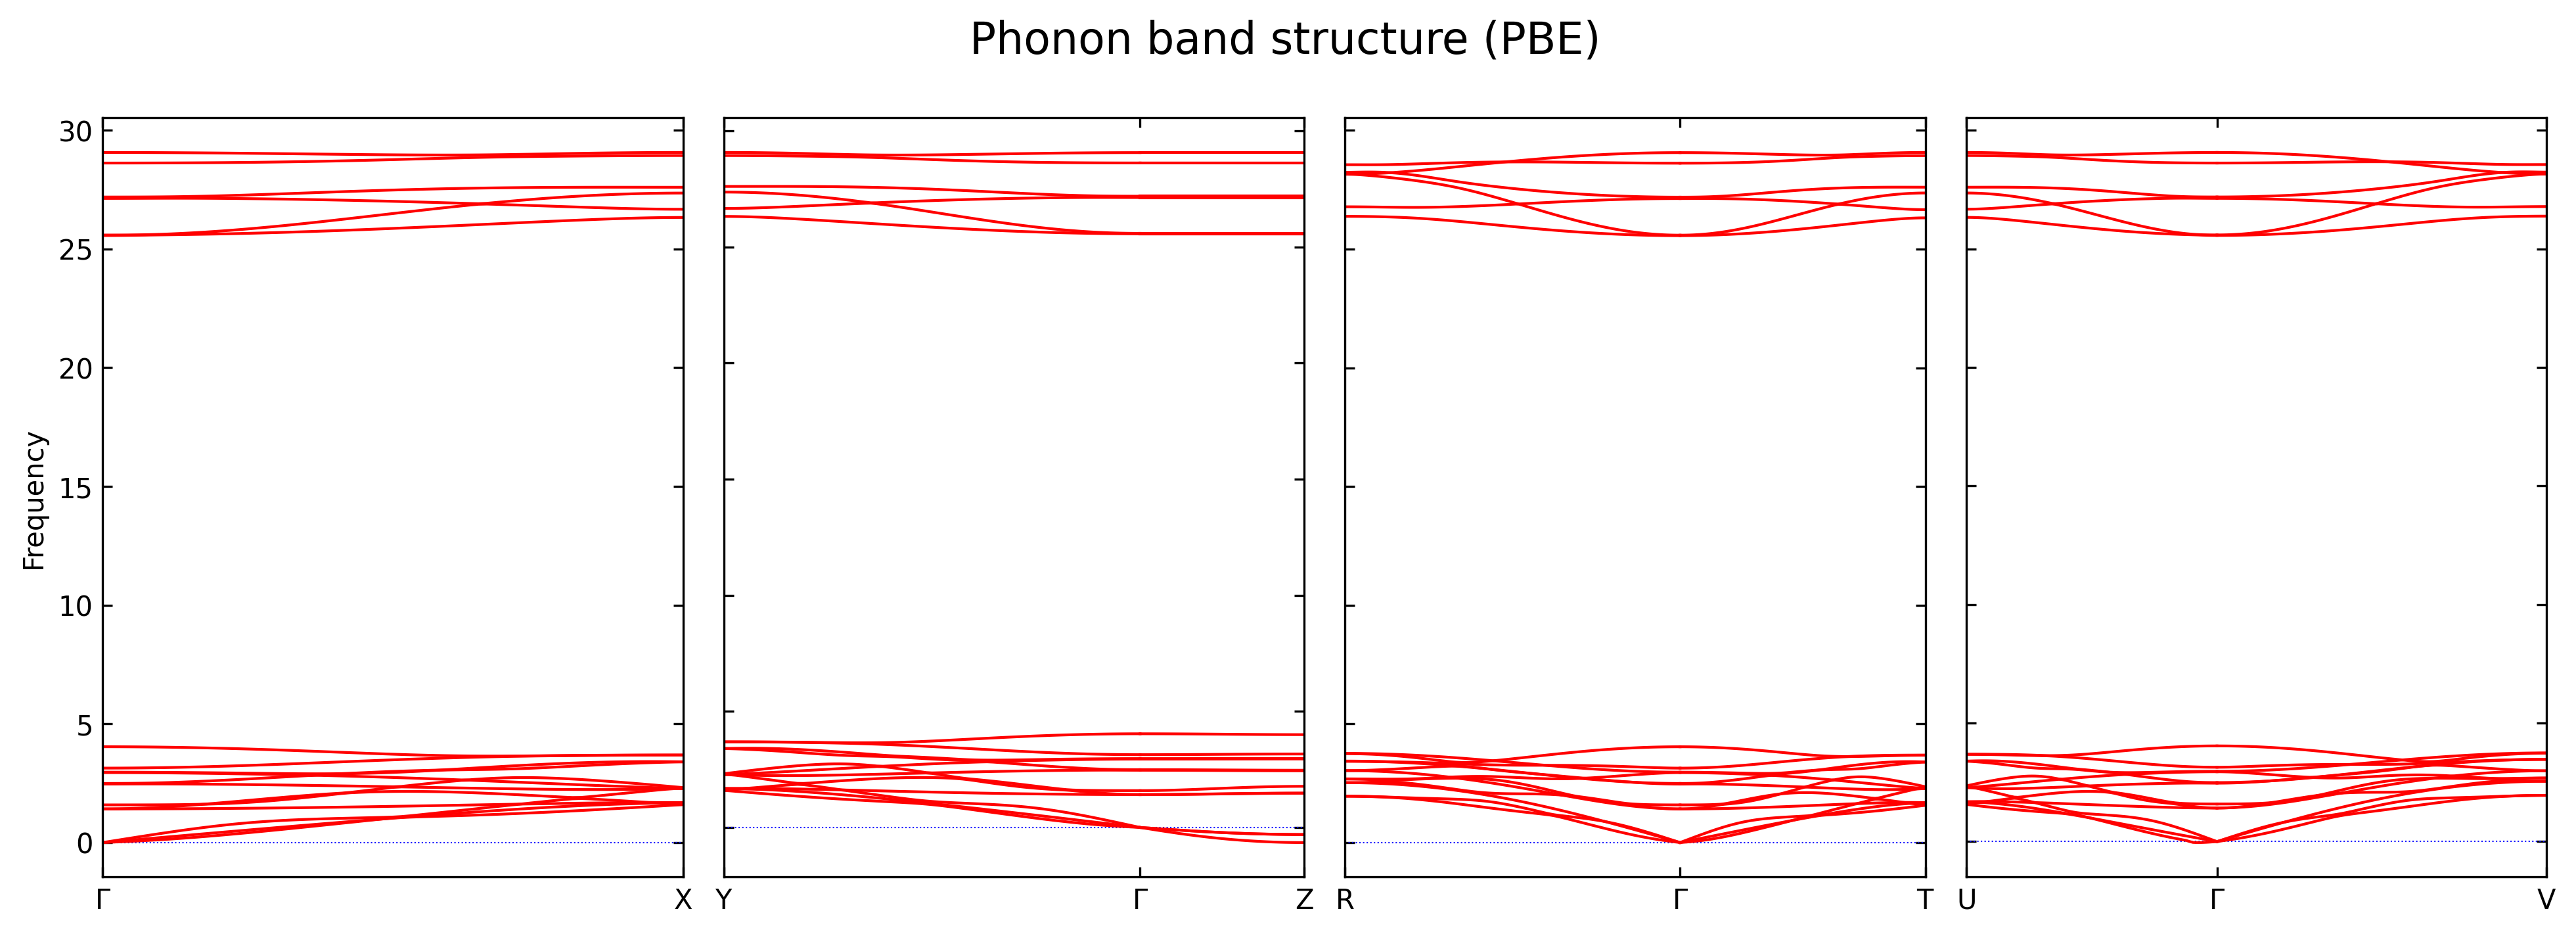 Phonon band structure (PBE)
Frequency
30
25
20
15
10
5
0
Γ X
Y Γ Z
R Γ T
U Γ V